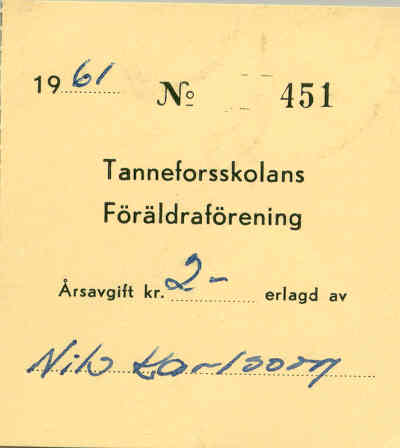 1961 № 451
Tanneforsskolans
Föräldraförening
Årsavgift kr. 2- erlagd av
Nils Karlsson